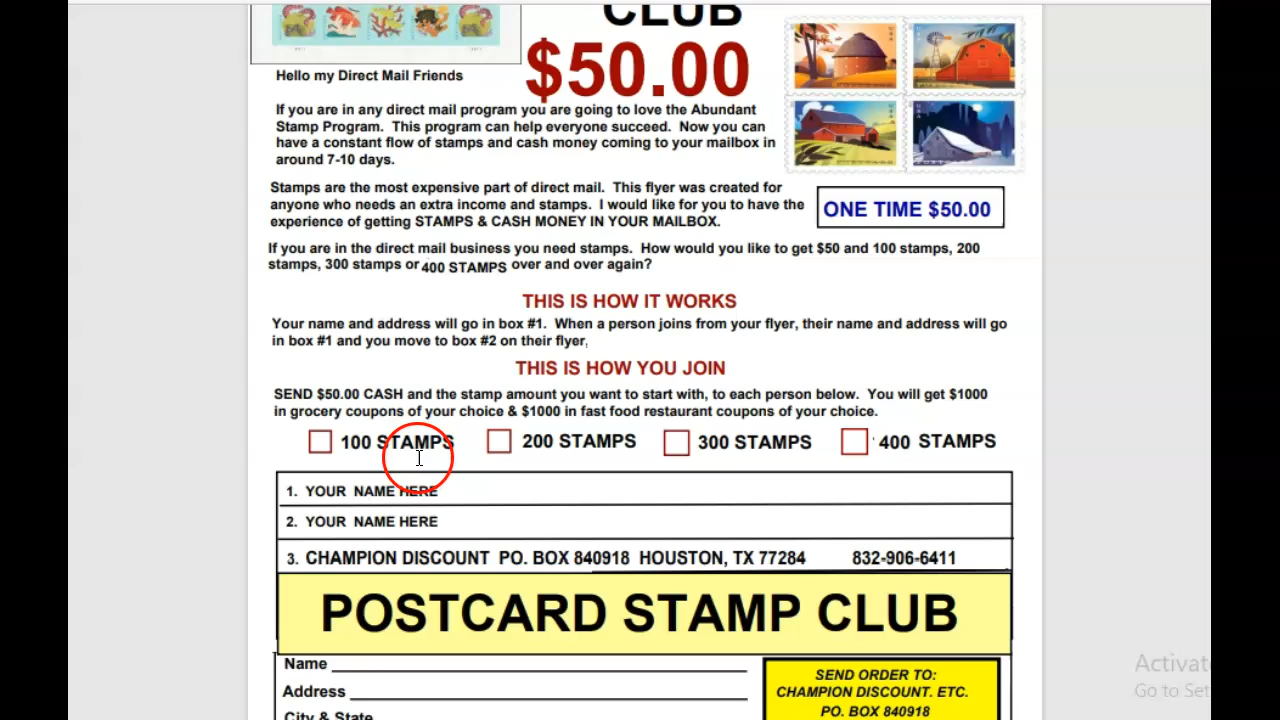 CLUB
$50.00
Hello my Direct Mail Friends
If you are in any direct mail program you are going to love the Abundant
Stamp Program. This program can help everyone succeed. Now you can
have a constant flow of stamps and cash money coming to your mailbox in
around 7-10 days.
Stamps are the most expensive part of direct mail. This flyer was created for
anyone who needs an extra income and stamps. I would like for you to have the
experience of getting STAMPS & CASH MONEY IN YOUR MAILBOX.
ONE TIME $50.00
If you are in the direct mail business you need stamps. How would you like to get $50 and 100 stamps, 200
stamps, 300 stamps or 400 STAMPS over and over again?
THIS IS HOW IT WORKS
Your name and address will go in box #1. When a person joins from your flyer, their name and address will go
in box #1 and you move to box #2 on their flyer,
THIS IS HOW YOU JOIN
SEND $50.00 CASH and the stamp amount you want to start with, to each person below. You will get $1000
in grocery coupons of your choice & $1000 in fast food restaurant coupons of your choice.
100 STAMPS 200 STAMPS 300 STAMPS 400 STAMPS
1. YOUR NAME HERE
2. YOUR NAME HERE
3. CHAMPION DISCOUNT PO. BOX 840918 HOUSTON, TX 77284 832-906-6411
POSTCARD STAMP CLUB
Name
Address
City & State
SEND ORDER TO:
CHAMPION DISCOUNT. ETC.
PO. BOX 840918
Activat
Go to Set